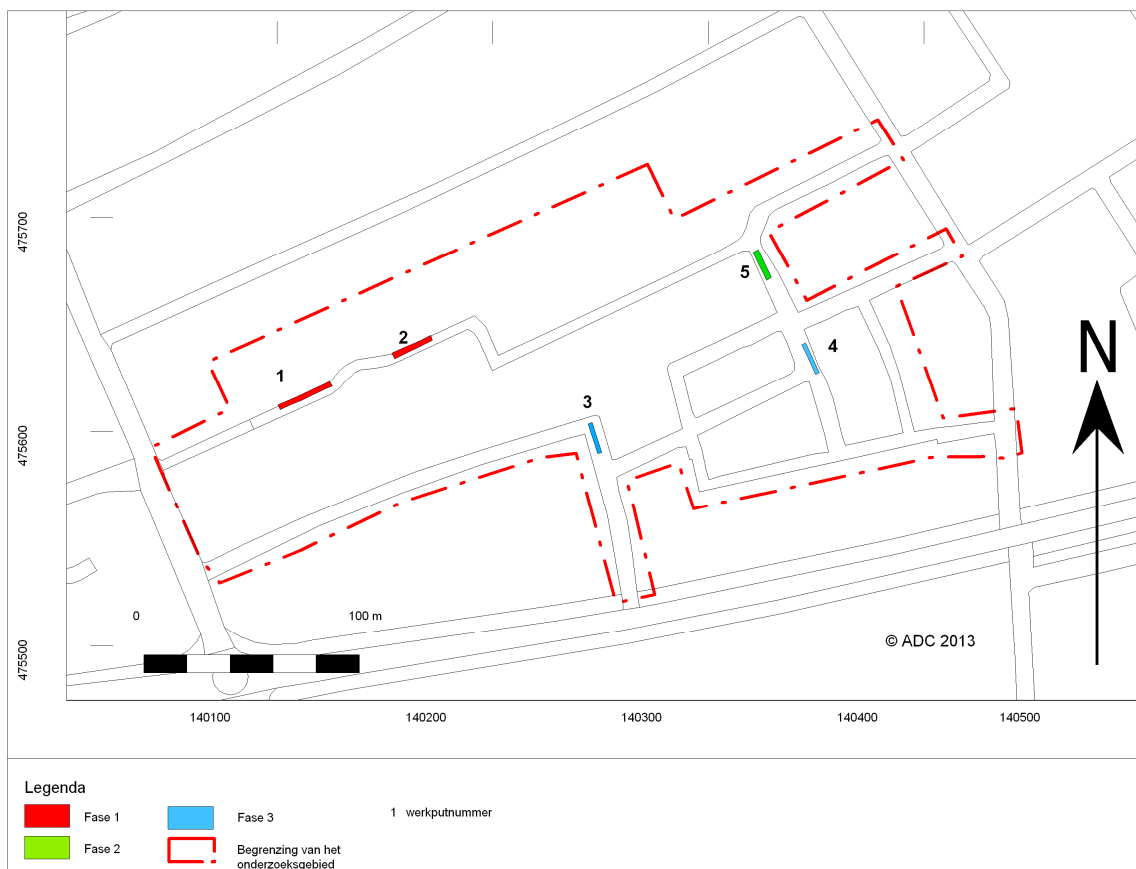 475700
5
2
N
4
1
3
475600
0
100 m
© ADC 2013
475500
140100
140200
140300
140400
140500
Legenda
Fase 1
Fase 3
1 werkputnummer
Fase 2
Begrenzing van het
onderzoeksgebied